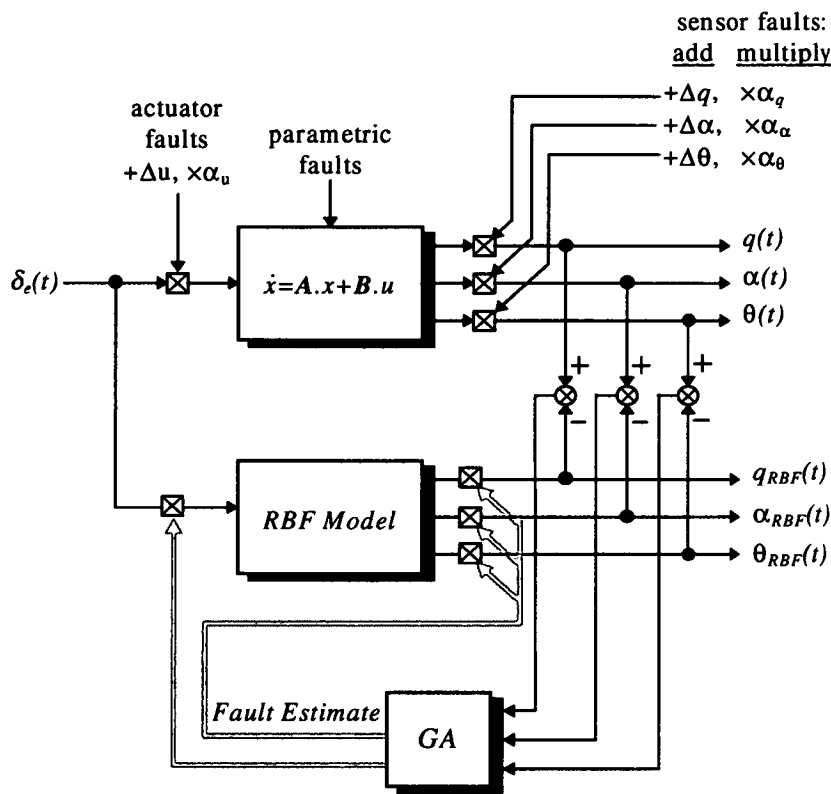 sensor faults:
add multiply
+Δq, ×α_q
+Δα, ×α_α
+Δθ, ×α_θ
actuator
faults
+Δu, ×α_u
parametric
faults
δ_e(t)
ẋ=A.x+B.u
q(t)
α(t)
θ(t)
+ + +
− − −
RBF Model
q_RBF(t)
α_RBF(t)
θ_RBF(t)
Fault Estimate
GA